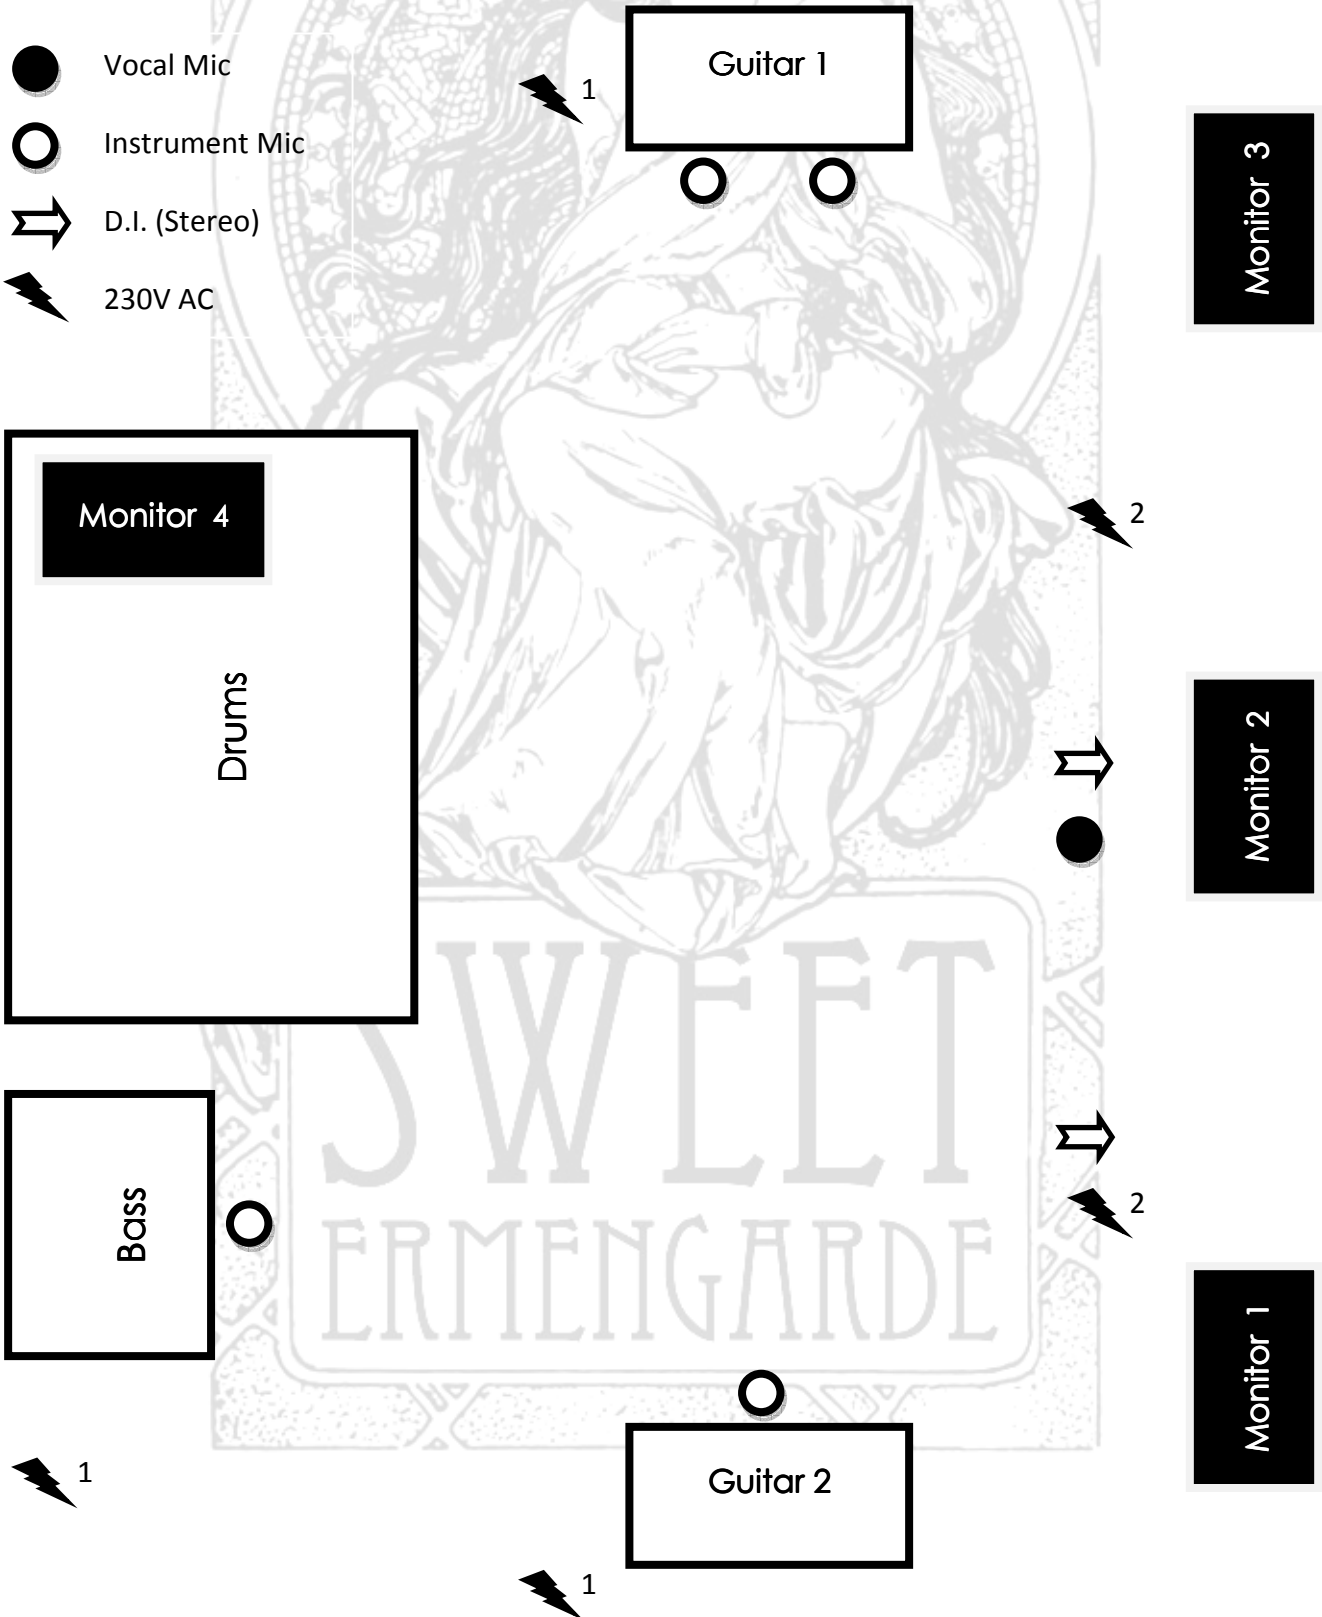 Vocal Mic
Instrument Mic
D.I. (Stereo)
230V AC
1
Guitar 1
Monitor 3
Monitor 4
2
Drums
Monitor 2
SWEET
ERMENGARDE
Bass
2
Monitor 1
1
Guitar 2
1